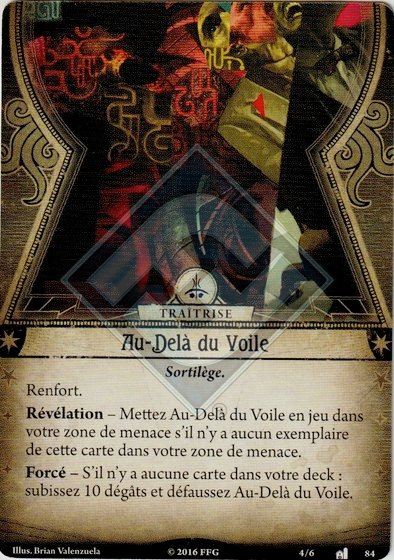 TRAÎTRISE
Au-Delà du Voile
Sortilège.
Renfort.
Révélation – Mettez Au-Delà du Voile en jeu dans
votre zone de menace s'il n'y a aucun exemplaire
de cette carte dans votre zone de menace.
Forcé – S'il n'y a aucune carte dans votre deck :
subissez 10 dégâts et défaussez Au-Delà du Voile.
Illus. Brian Valenzuela © 2016 FFG 4/6 84